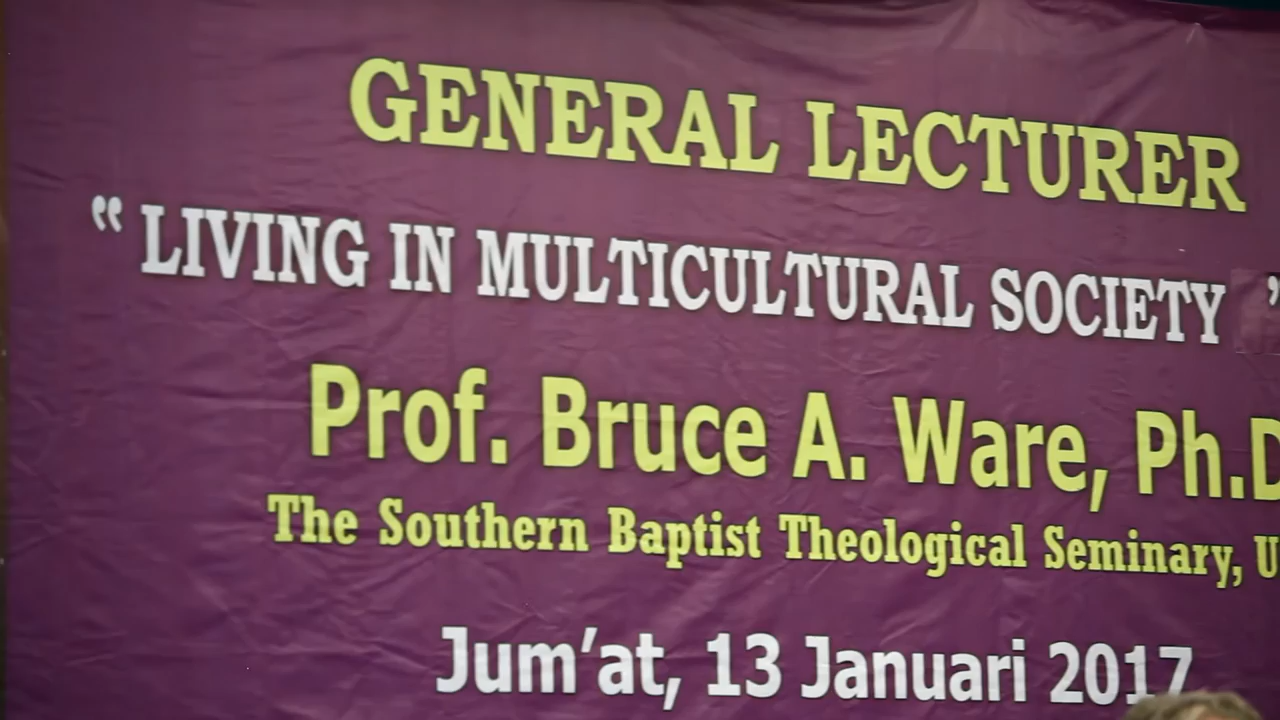 GENERAL LECTURER
“ LIVING IN MULTICULTURAL SOCIETY ”
Prof. Bruce A. Ware, Ph.D
The Southern Baptist Theological Seminary, U
Jum’at, 13 Januari 2017